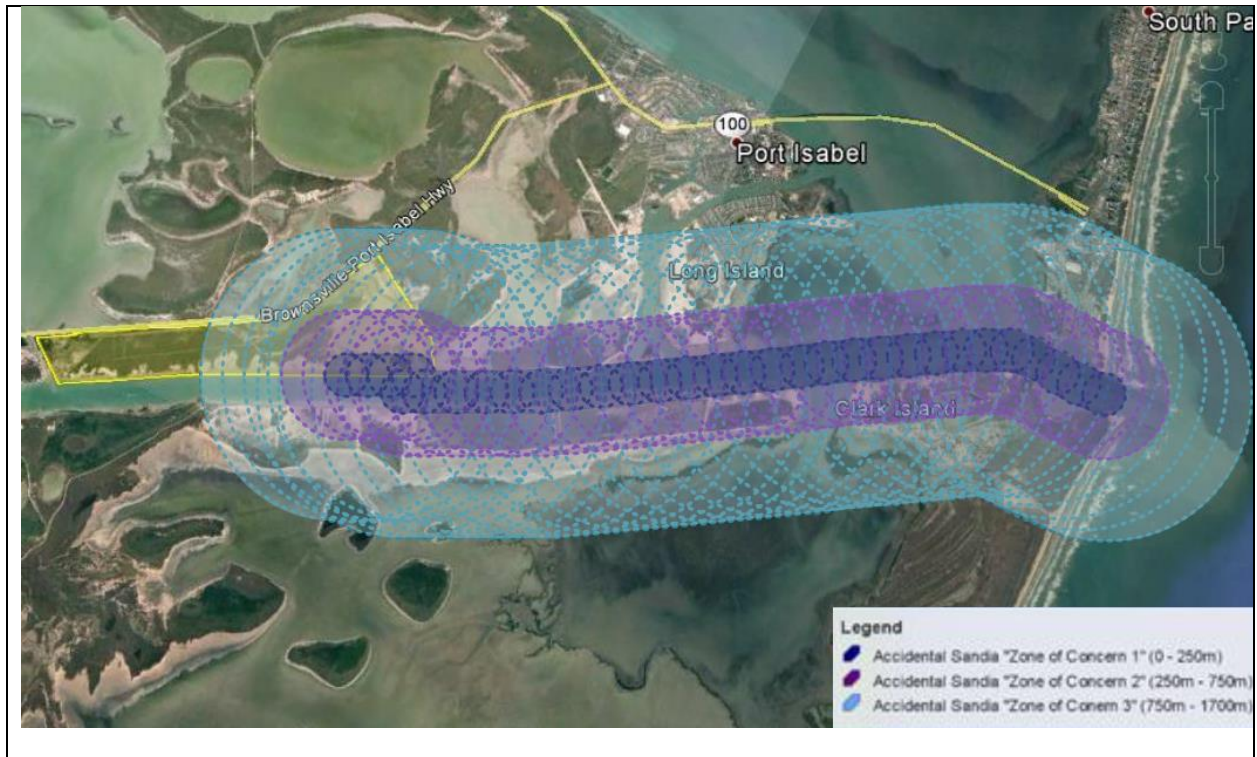 South Pa
100
Port Isabel
Brownsville-Port Isabel Hwy
Long Island
Clark Island
Legend
Accidental Sandia "Zone of Concern 1" (0 - 250m)
Accidental Sandia "Zone of Concern 2" (250m - 750m)
Accidental Sandia "Zone of Conern 3" (750m - 1700m)